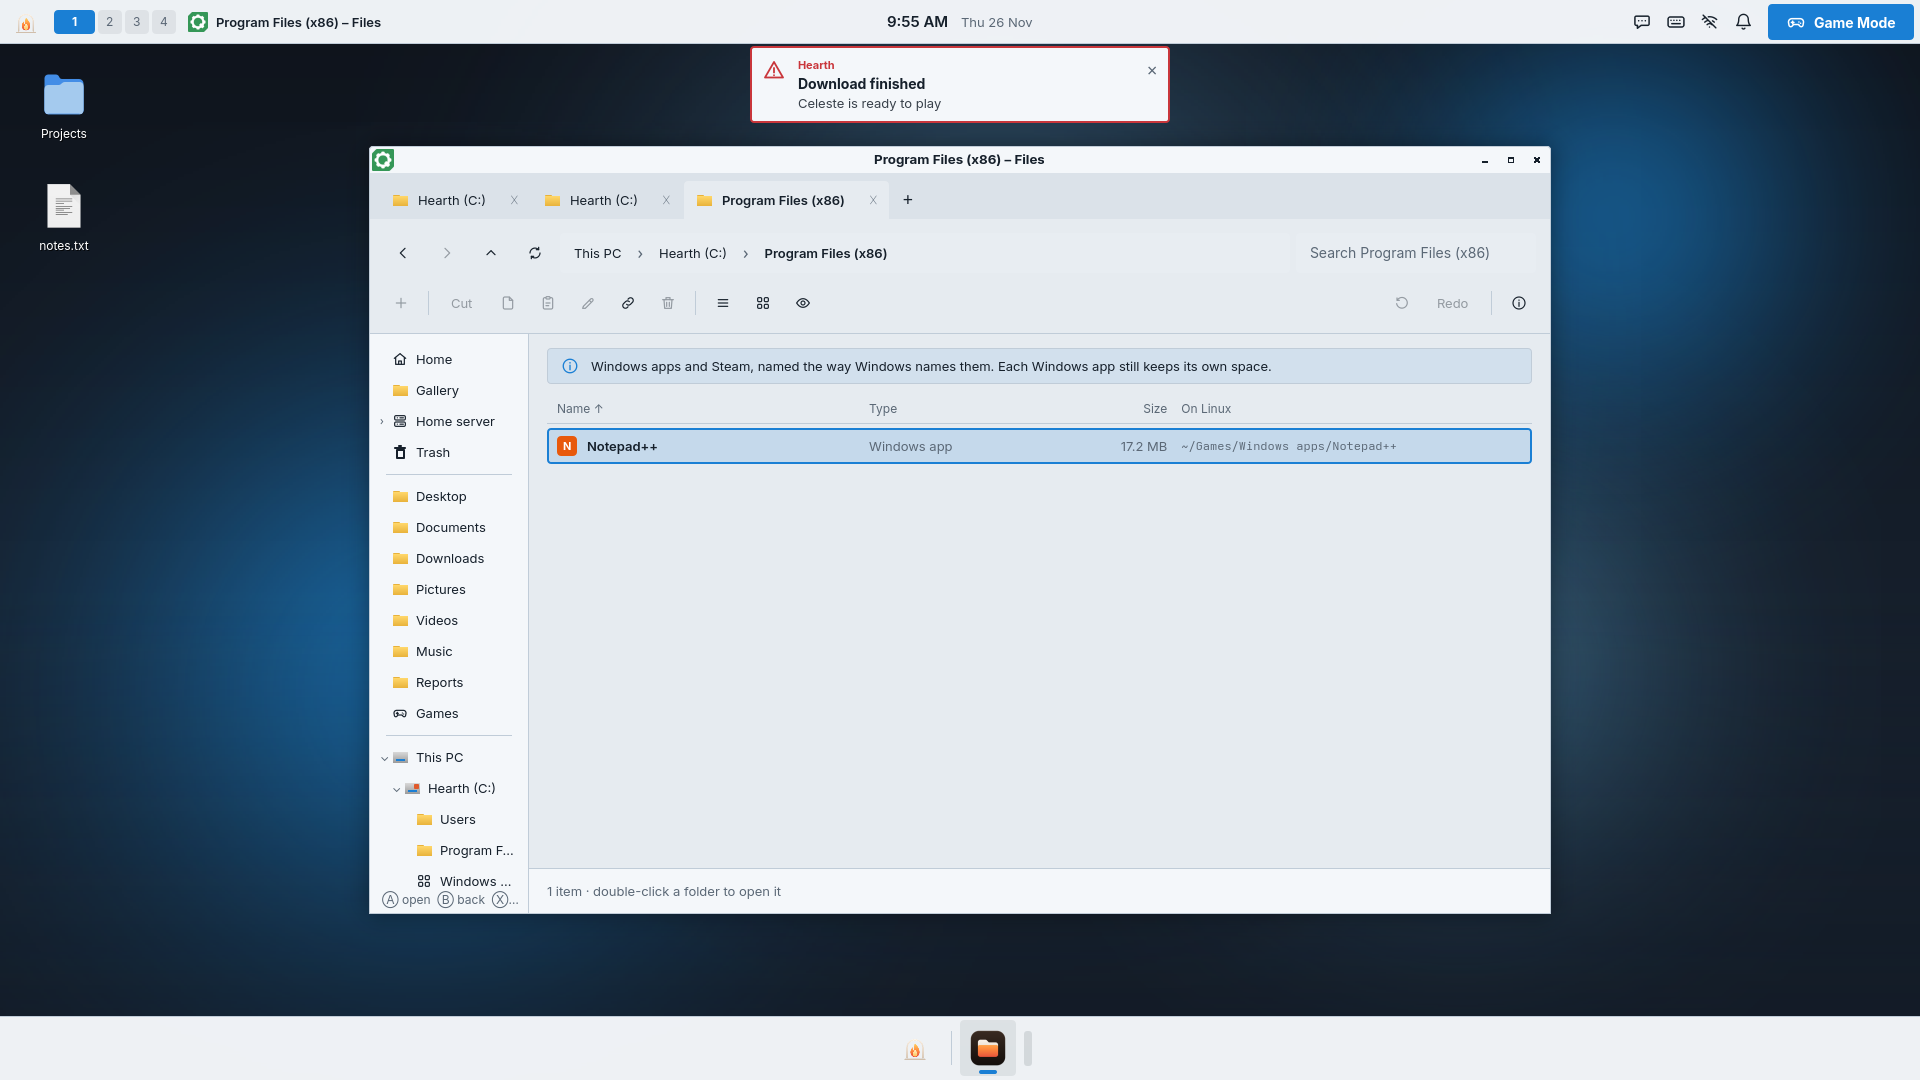 1 2 3 4 Program Files (x86) – Files 9:55 AM Thu 26 Nov Game Mode
Hearth
Download finished
Celeste is ready to play
Projects
notes.txt
Program Files (x86) – Files
Hearth (C:) Hearth (C:) Program Files (x86)
This PC › Hearth (C:) › Program Files (x86) Search Program Files (x86)
Cut Redo
Home
Gallery
Home server
Trash
Desktop
Documents
Downloads
Pictures
Videos
Music
Reports
Games
This PC
Hearth (C:)
Users
Program F...
Windows ...
A open B back X...
Windows apps and Steam, named the way Windows names them. Each Windows app still keeps its own space.
Name ↑ Type Size On Linux
N Notepad++ Windows app 17.2 MB ~/Games/Windows apps/Notepad++
1 item · double-click a folder to open it